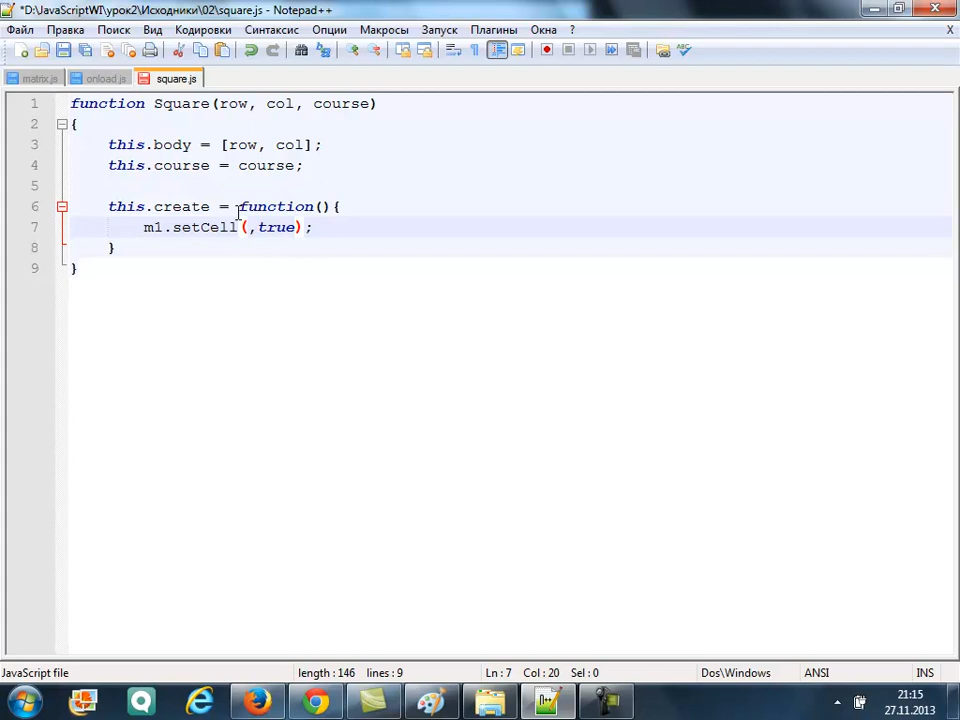 *D:\JavaScriptWI\урок2\Исходники\02\square.js - Notepad++
Файл Правка Поиск Вид Кодировки Синтаксис Опции Макросы Запуск Плагины Окна ? X
matrix.js onload.js square.js
1 function Square(row, col, course)
2 {
3 this.body = [row, col];
4 this.course = course;
5
6 this.create = function(){
7 m1.setCell(,true);
8 }
9 }
JavaScript file length : 146 lines : 9 Ln : 7 Col : 20 Sel : 0 Dos\Windows ANSI INS
21:15
27.11.2013